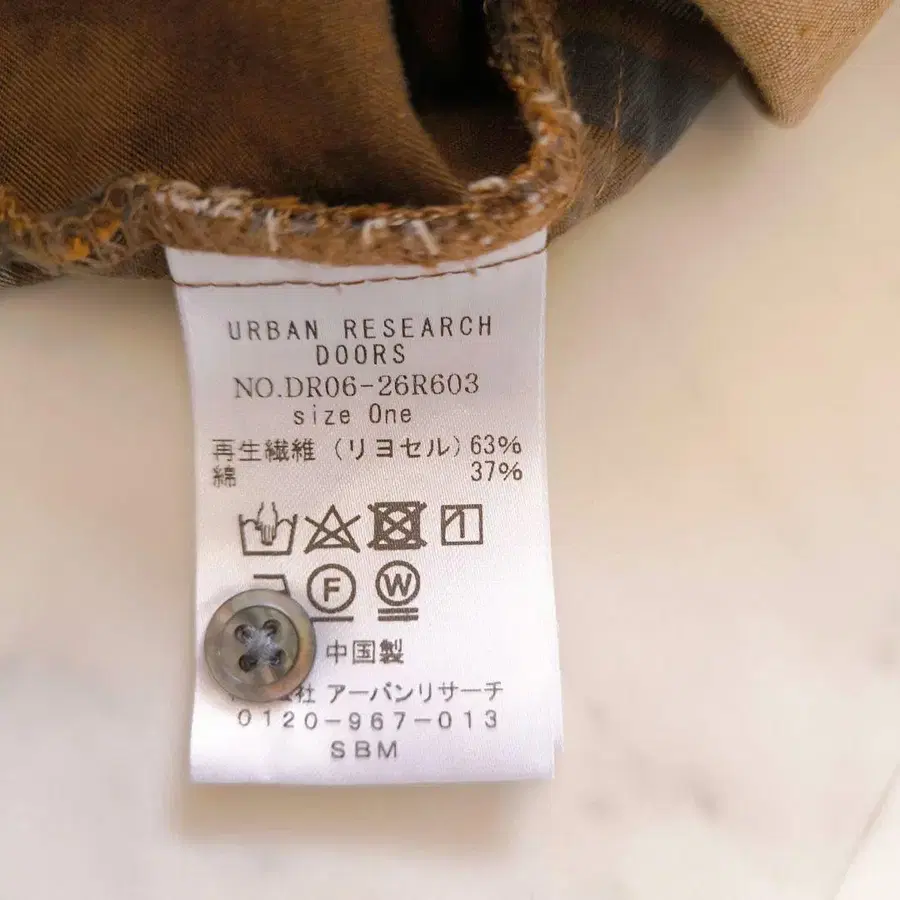 URBAN RESEARCH
DOORS
NO.DR06-26R603
size One
再生繊維 (リヨセル) 63%
綿 37%
F W
中国製
社 アーバンリサーチ
0120-967-013
SBM